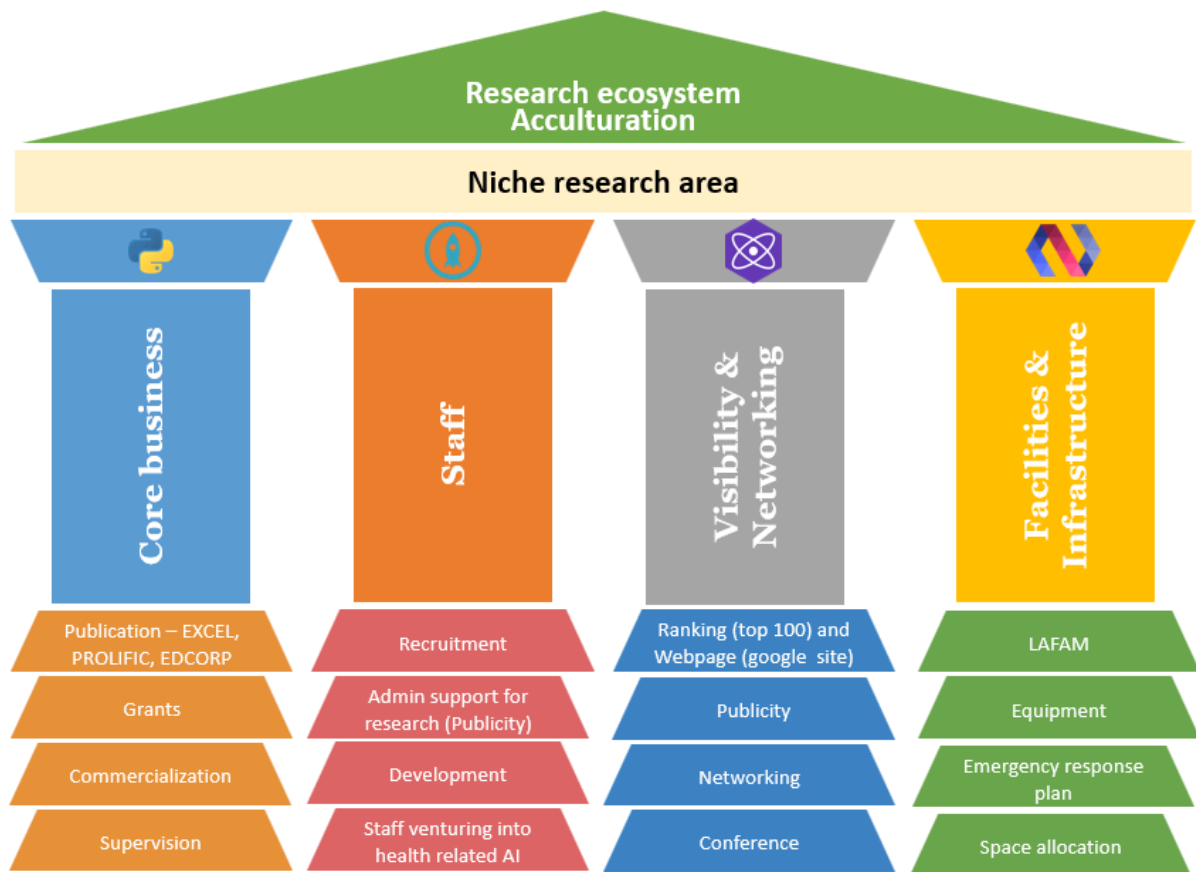 Research ecosystem
Acculturation
Niche research area
Core business
Staff
Visibility &
Networking
Facilities &
Infrastructure
Publication – EXCEL,
PROLIFIC, EDCORP
Grants
Commercialization
Supervision
Recruitment
Admin support for
research (Publicity)
Development
Staff venturing into
health related AI
Ranking (top 100) and
Webpage (google site)
Publicity
Networking
Conference
LAFAM
Equipment
Emergency response
plan
Space allocation